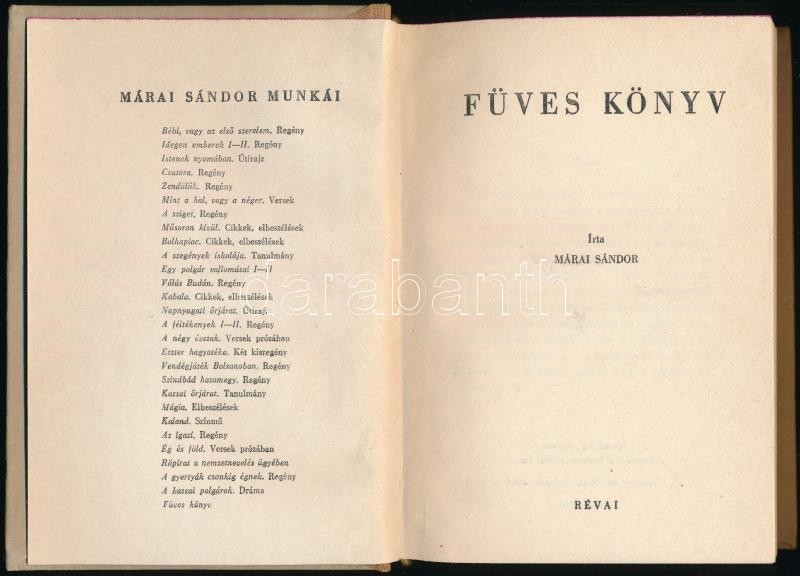 MÁRAI SÁNDOR MUNKÁI
Bébi, vagy az első szerelem. Regény
Idegen emberek I—II. Regény
Istenek nyomában. Útirajz
Csutora. Regény
Zendülők. Regény
Mint a hal, vagy a néger. Versek
A sziget. Regény
Műsoron kívül. Cikkek, elbeszélések
Bolhapiac. Cikkek, elbeszélések
A szegények iskolája. Tanulmány
Egy polgár vallomásai I—II
Válás Budán. Regény
Kabala. Cikkek, elbeszélések
Napnyugati őrjárat. Útirajz
A féltékenyek I—II. Regény
A négy évszak. Versek prózában
Eszter hagyatéka. Két kisregény
Vendégjáték Bolzanoban. Regény
Szindbád hazamegy. Regény
Kassai őrjárat. Tanulmány
Mágia. Elbeszélések
Kaland. Színmű
Az igazi. Regény
Ég és föld. Versek prózában
Röpirat a nemzetnevelés ügyében
A gyertyák csonkig égnek. Regény
A kassai polgárok. Dráma
Füves könyv
FÜVES KÖNYV
Írta
MÁRAI SÁNDOR
RÉVAI
darabanth